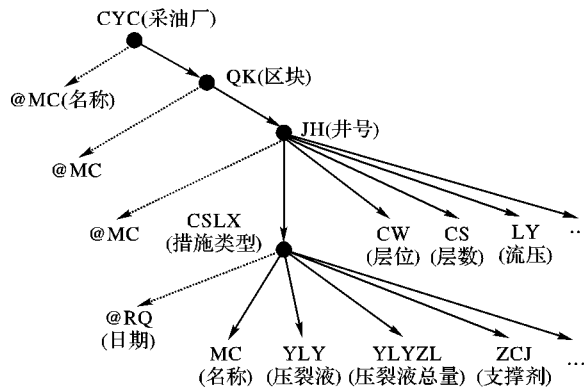 CYC(采油厂)
QK(区块)
@MC(名称)
JH(井号)
@MC
@MC
CSLX
(措施类型)
CW
(层位)
CS
(层数)
LY
(流压)
...
@RQ
(日期)
MC
(名称)
YLY
(压裂液)
YLYZL
(压裂液总量)
ZCJ
(支撑剂)
...